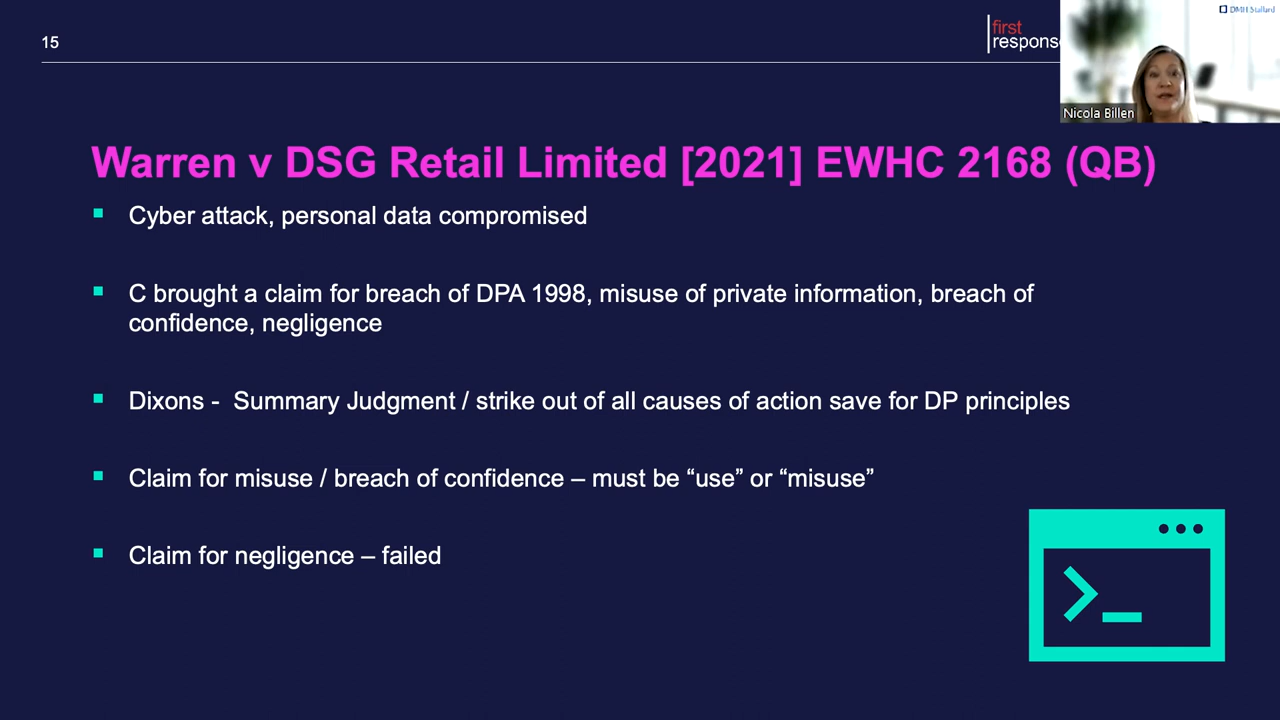 15
first
response
DMH Stallard
Nicola Billen
Warren v DSG Retail Limited [2021] EWHC 2168 (QB)
Cyber attack, personal data compromised
C brought a claim for breach of DPA 1998, misuse of private information, breach of
confidence, negligence
Dixons - Summary Judgment / strike out of all causes of action save for DP principles
Claim for misuse / breach of confidence – must be “use” or “misuse”
Claim for negligence – failed
>_